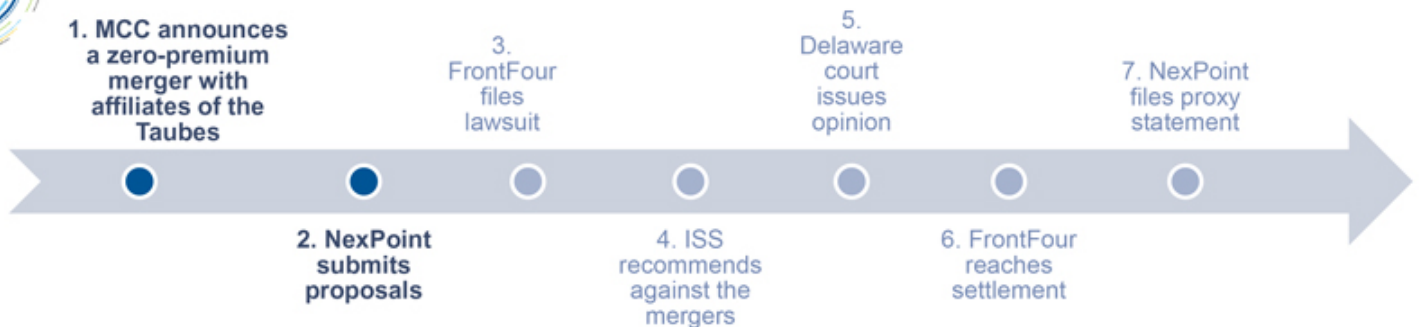 1. MCC announces
a zero-premium
merger with
affiliates of the
Taubes
2. NexPoint
submits
proposals
3.
FrontFour
files
lawsuit
4. ISS
recommends
against the
mergers
5.
Delaware
court
issues
opinion
6. FrontFour
reaches
settlement
7. NexPoint
files proxy
statement